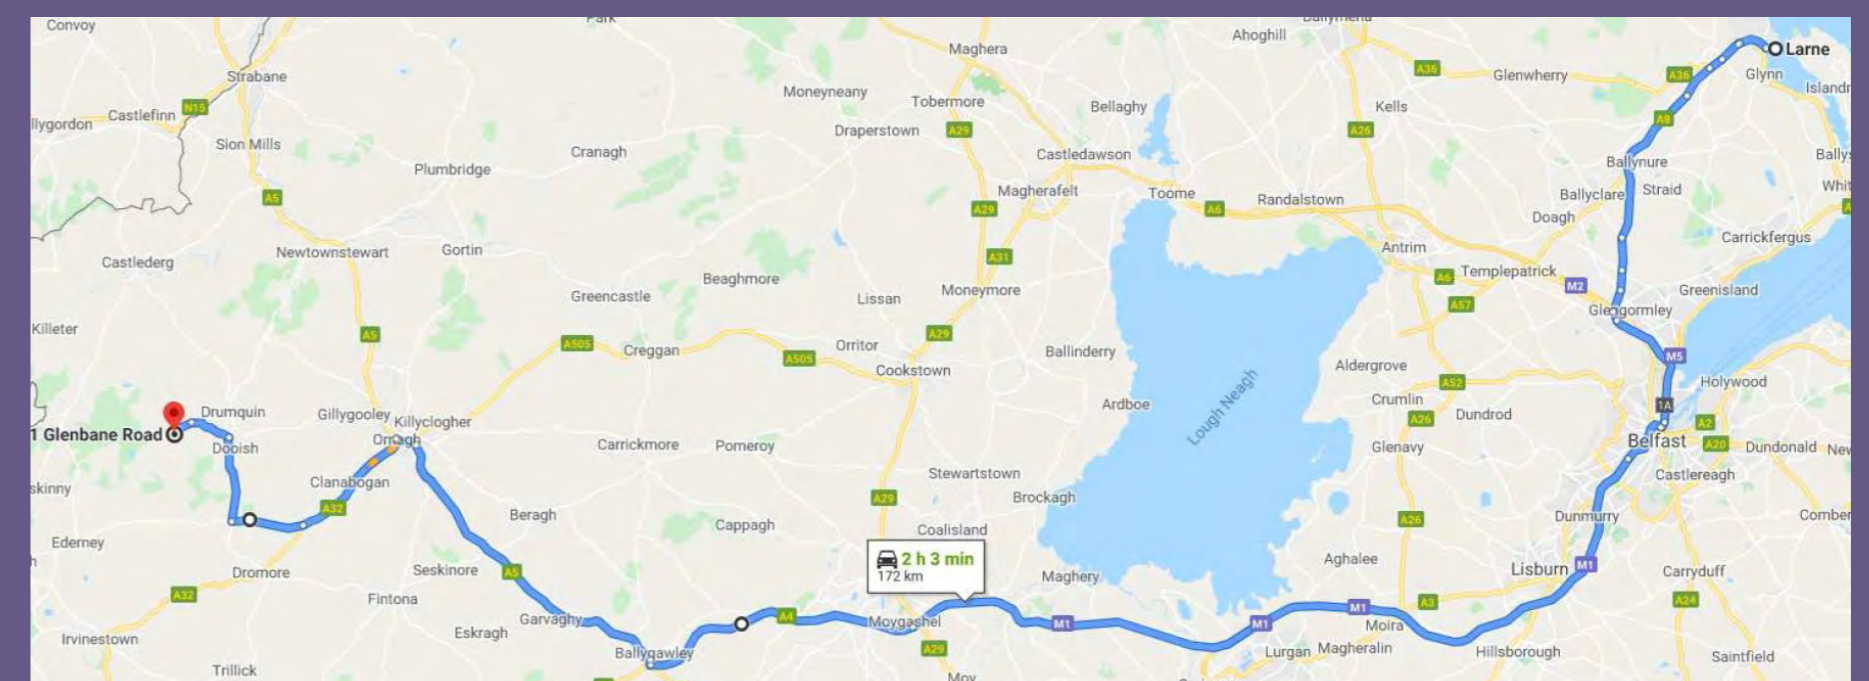 Convoy
Park
Ballymena
Maghera
Ahoghill
Larne
Strabane
A36
Glenwherry
A36
Glynn
Moneyneany
Islandr
N15
Castlefinn
Tobermore
Bellaghy
Kells
A8
llygordon
Draperstown
A29
A26
Sion Mills
Cranagh
Castledawson
Ballys
Plumbridge
Ballynure
A5
Magherafelt
Toome
Randalstown
Ballyclare
Straid
Whit
A29
A6
Doagh
A
Newtownstewart
Gortin
Antrim
Carrickfergus
Castlederg
A31
Beaghmore
A6
Templepatrick
Greencastle
Lissan
Moneymore
M2
Greenisland
A57
Glengormley
Killeter
A5
A505
Creggan
A505
Orritor
A29
Ballinderry
M5
Cookstown
Aldergrove
A52
Holywood
Lough Neagh
Crumlin
Drumquin
Gillygooley
Killyclogher
Ardboe
A26
Dundrod
1A
A2
1 Glenbane Road
Dooish
Omagh
Carrickmore
Pomeroy
Glenavy
Belfast
A20
Dundonald
New
Clanabogan
Stewartstown
Castlereagh
skinny
A32
A29
Brockagh
Beragh
Cappagh
Coalisland
A26
Dunmurry
Comber
Ederney
h
Dromore
Seskinore
A5
2 h 3 min
172 km
Maghery
Aghalee
Lisburn
M1
Carryduff
A32
Fintona
Garvaghy
A4
Moygashel
M1
M1
M1
A3
A24
Moira
Irvinestown
Eskragh
Ballygawley
A29
Lurgan
Magheralin
Hillsborough
Saintfield
Trillick
Moy